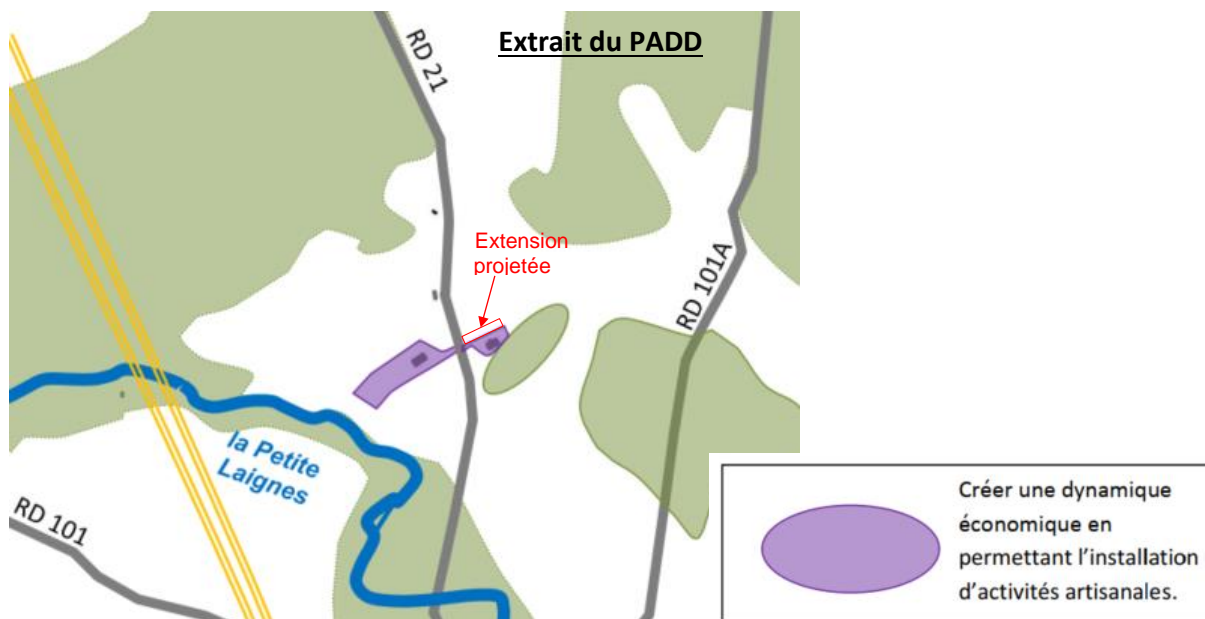 Extrait du PADD
RD 21
Extension
projetée
RD 101A
la Petite
Laignes
RD 101
Créer une dynamique
économique en
permettant l'installation
d'activités artisanales.